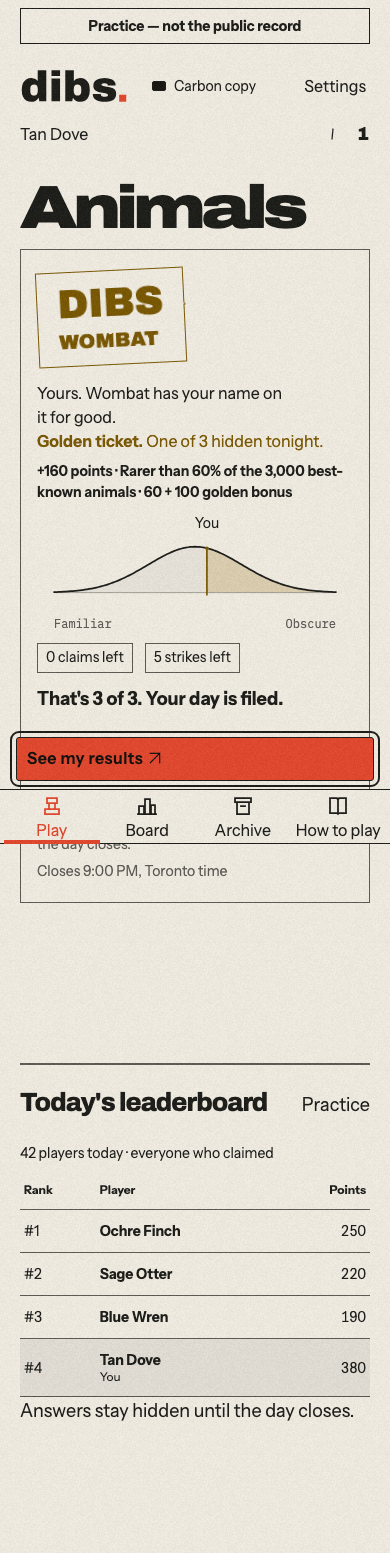 Practice — not the public record
dibs.
Carbon copy
Settings
Tan Dove
1
Animals
DIBS
WOMBAT
Yours. Wombat has your name on
it for good.
Golden ticket. One of 3 hidden tonight.
+160 points · Rarer than 60% of the 3,000 best-
known animals · 60 + 100 golden bonus
You
Familiar
Obscure
0 claims left
5 strikes left
That's 3 of 3. Your day is filed.
See my results
Play
Board
Archive
How to play
the day closes.
Closes 9:00 PM, Toronto time
Today's leaderboard
Practice
42 players today · everyone who claimed
Rank Player Points
#1 Ochre Finch 250
#2 Sage Otter 220
#3 Blue Wren 190
#4 Tan Dove 380
You
Answers stay hidden until the day closes.